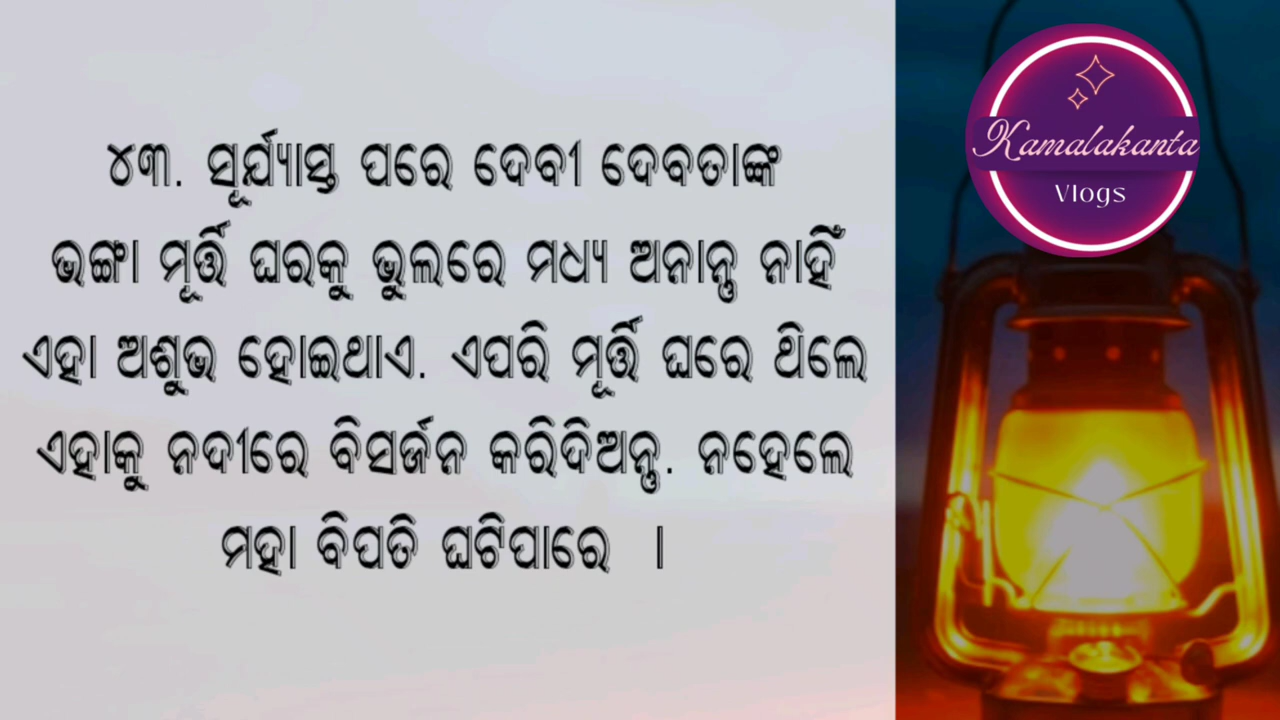 ୪୩. ସୂର୍ଯ୍ୟାସ୍ତ ପରେ ଦେବୀ ଦେବତାଙ୍କ
ଭଙ୍ଗା ମୂର୍ତ୍ତି ଘରକୁ ଭୁଲରେ ମଧ୍ୟ ଅନାନ୍ତୁ ନାହିଁ
ଏହା ଅଶୁଭ ହୋଇଥାଏ. ଏପରି ମୂର୍ତ୍ତି ଘରେ ଥିଲେ
ଏହାକୁ ନଦୀରେ ବିସର୍ଜନ କରିଦିଅନ୍ତୁ. ନହେଲେ
ମହା ବିପତି ଘଟିପାରେ ।
Kamalakanta
Vlogs